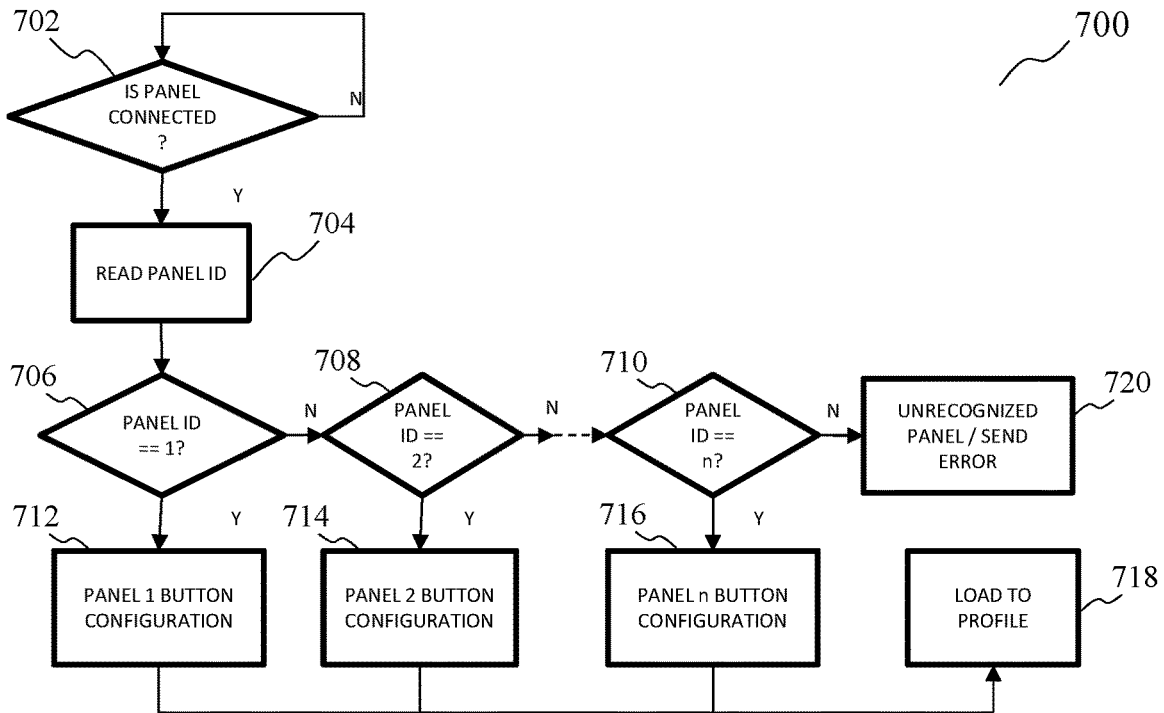 702
700
IS PANEL
CONNECTED
?
N
Y
704
READ PANEL ID
706
708
710
720
PANEL ID
== 1?
N
PANEL
ID ==
2?
N
PANEL
ID ==
n?
N
UNRECOGNIZED
PANEL / SEND
ERROR
712
Y
714
Y
716
Y
718
PANEL 1 BUTTON
CONFIGURATION
PANEL 2 BUTTON
CONFIGURATION
PANEL n BUTTON
CONFIGURATION
LOAD TO
PROFILE